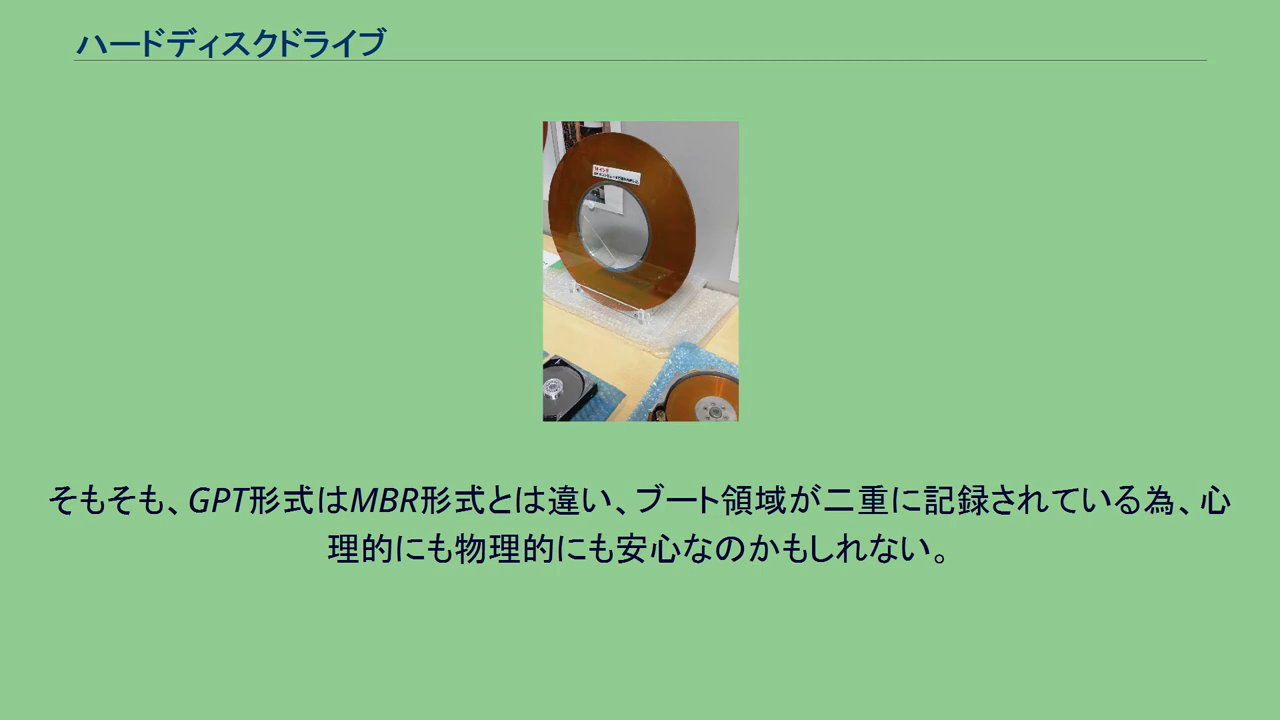 ハードディスクドライブ
そもそも、GPT形式はMBR形式とは違い、ブート領域が二重に記録されている為、心
理的にも物理的にも安心なのかもしれない。